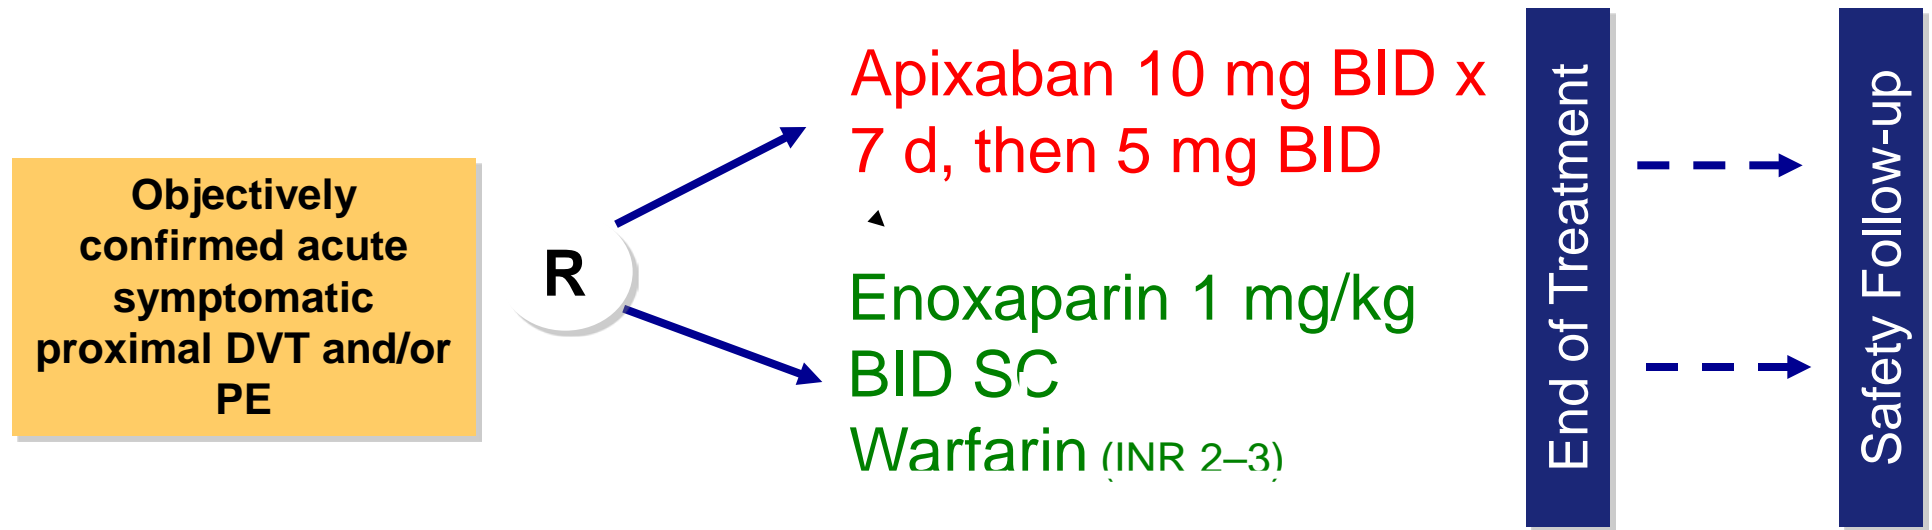 Objectively
confirmed acute
symptomatic
proximal DVT and/or
PE
R
Apixaban 10 mg BID x
7 d, then 5 mg BID
Enoxaparin 1 mg/kg
BID SC
Warfarin (INR 2–3)
End of Treatment
Safety Follow-up